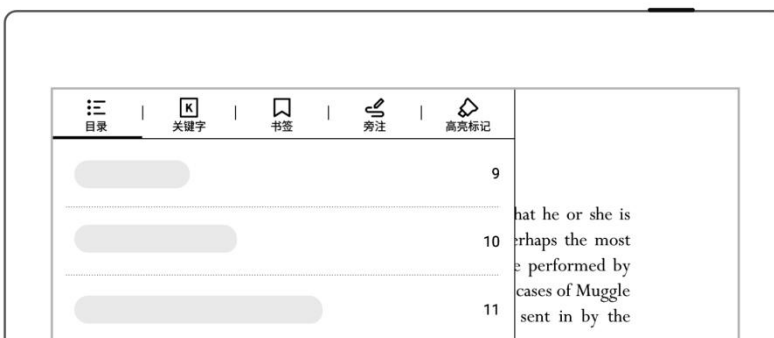 目录
K
关键字
书签
旁注
高亮标记
9
10
11
hat he or she is
rhaps the most
performed by
cases of Muggle
sent in by the